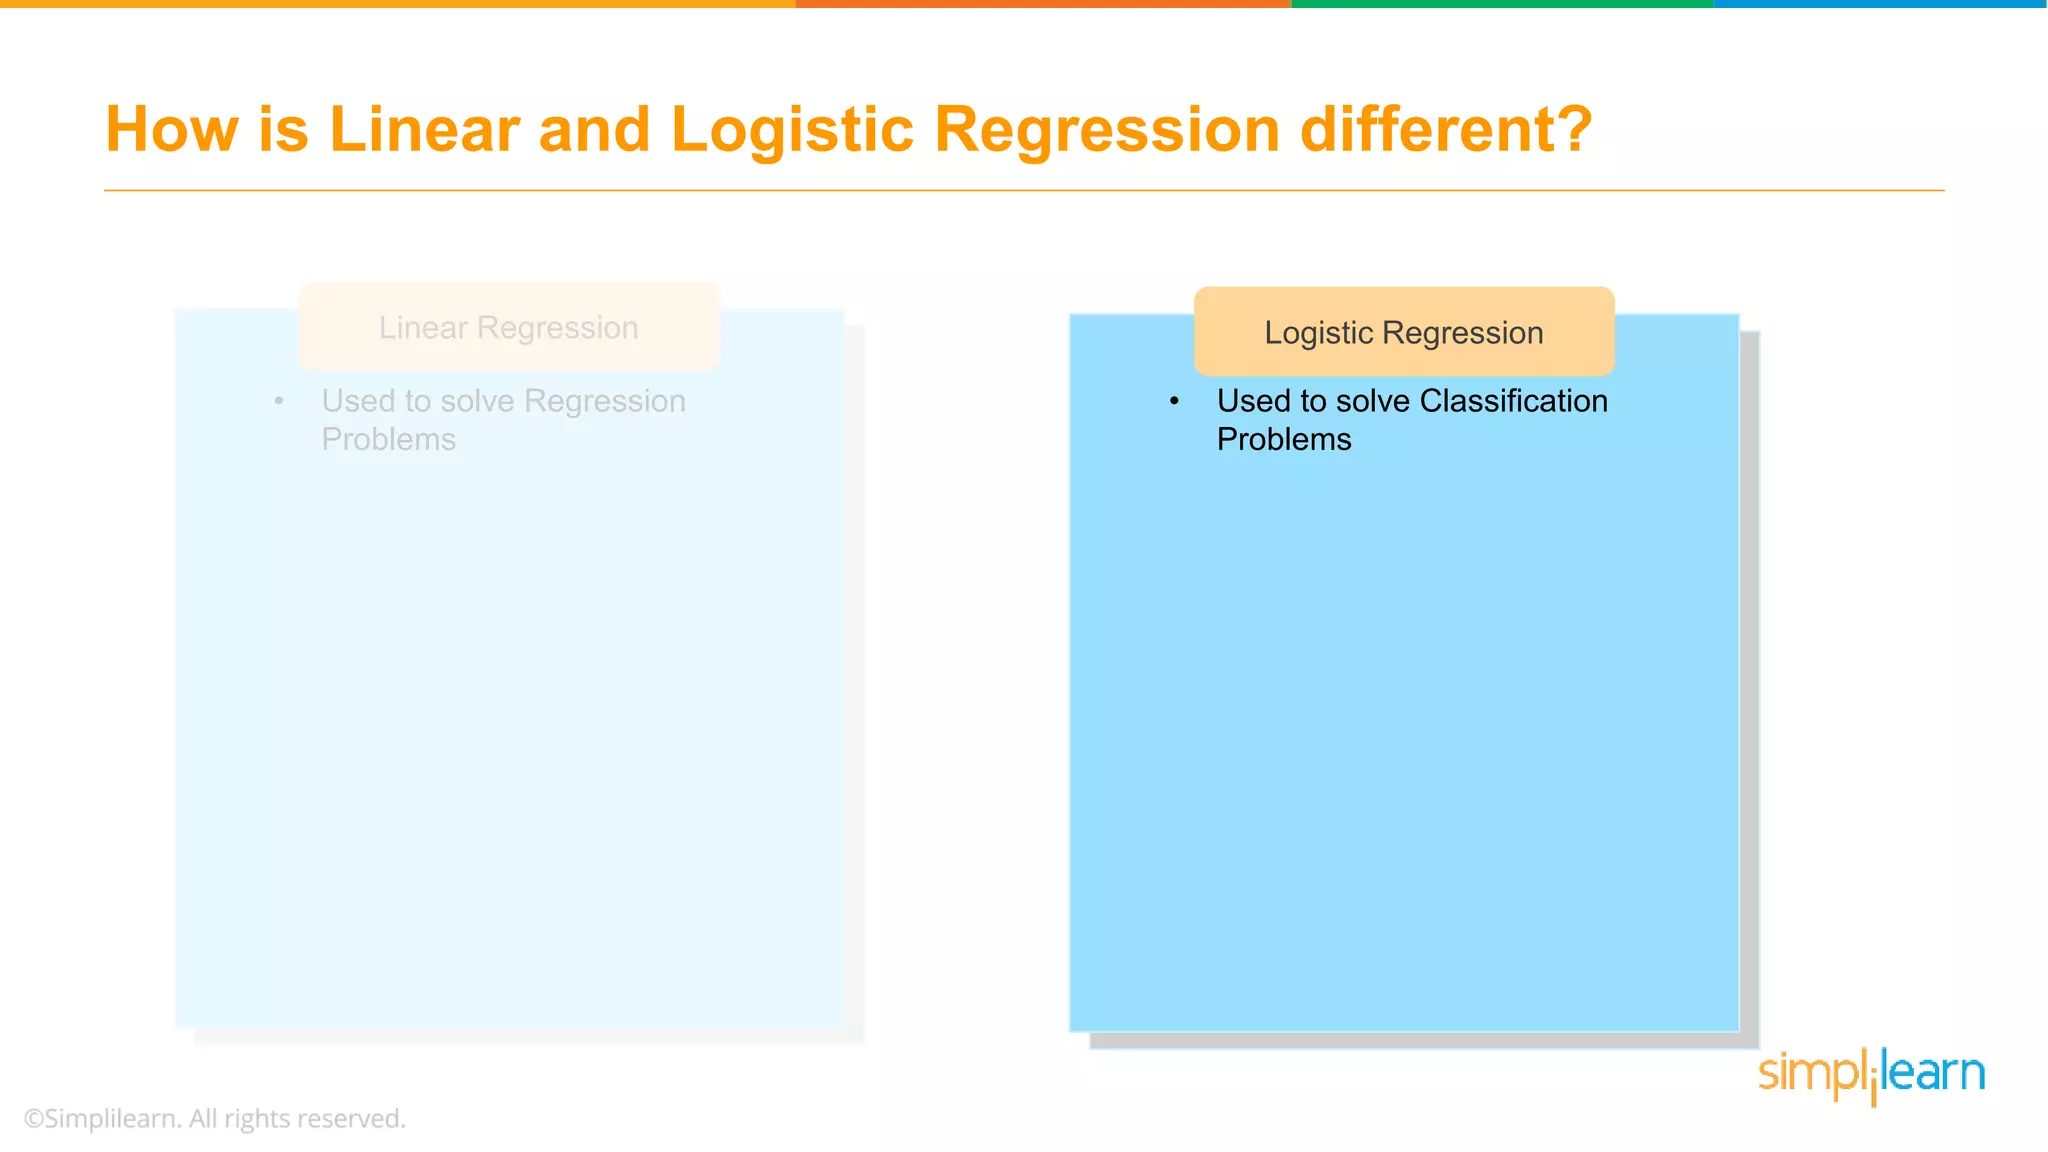 How is Linear and Logistic Regression different?
Linear Regression
• Used to solve Regression
Problems
Logistic Regression
• Used to solve Classification
Problems
simplilearn
©Simplilearn. All rights reserved.